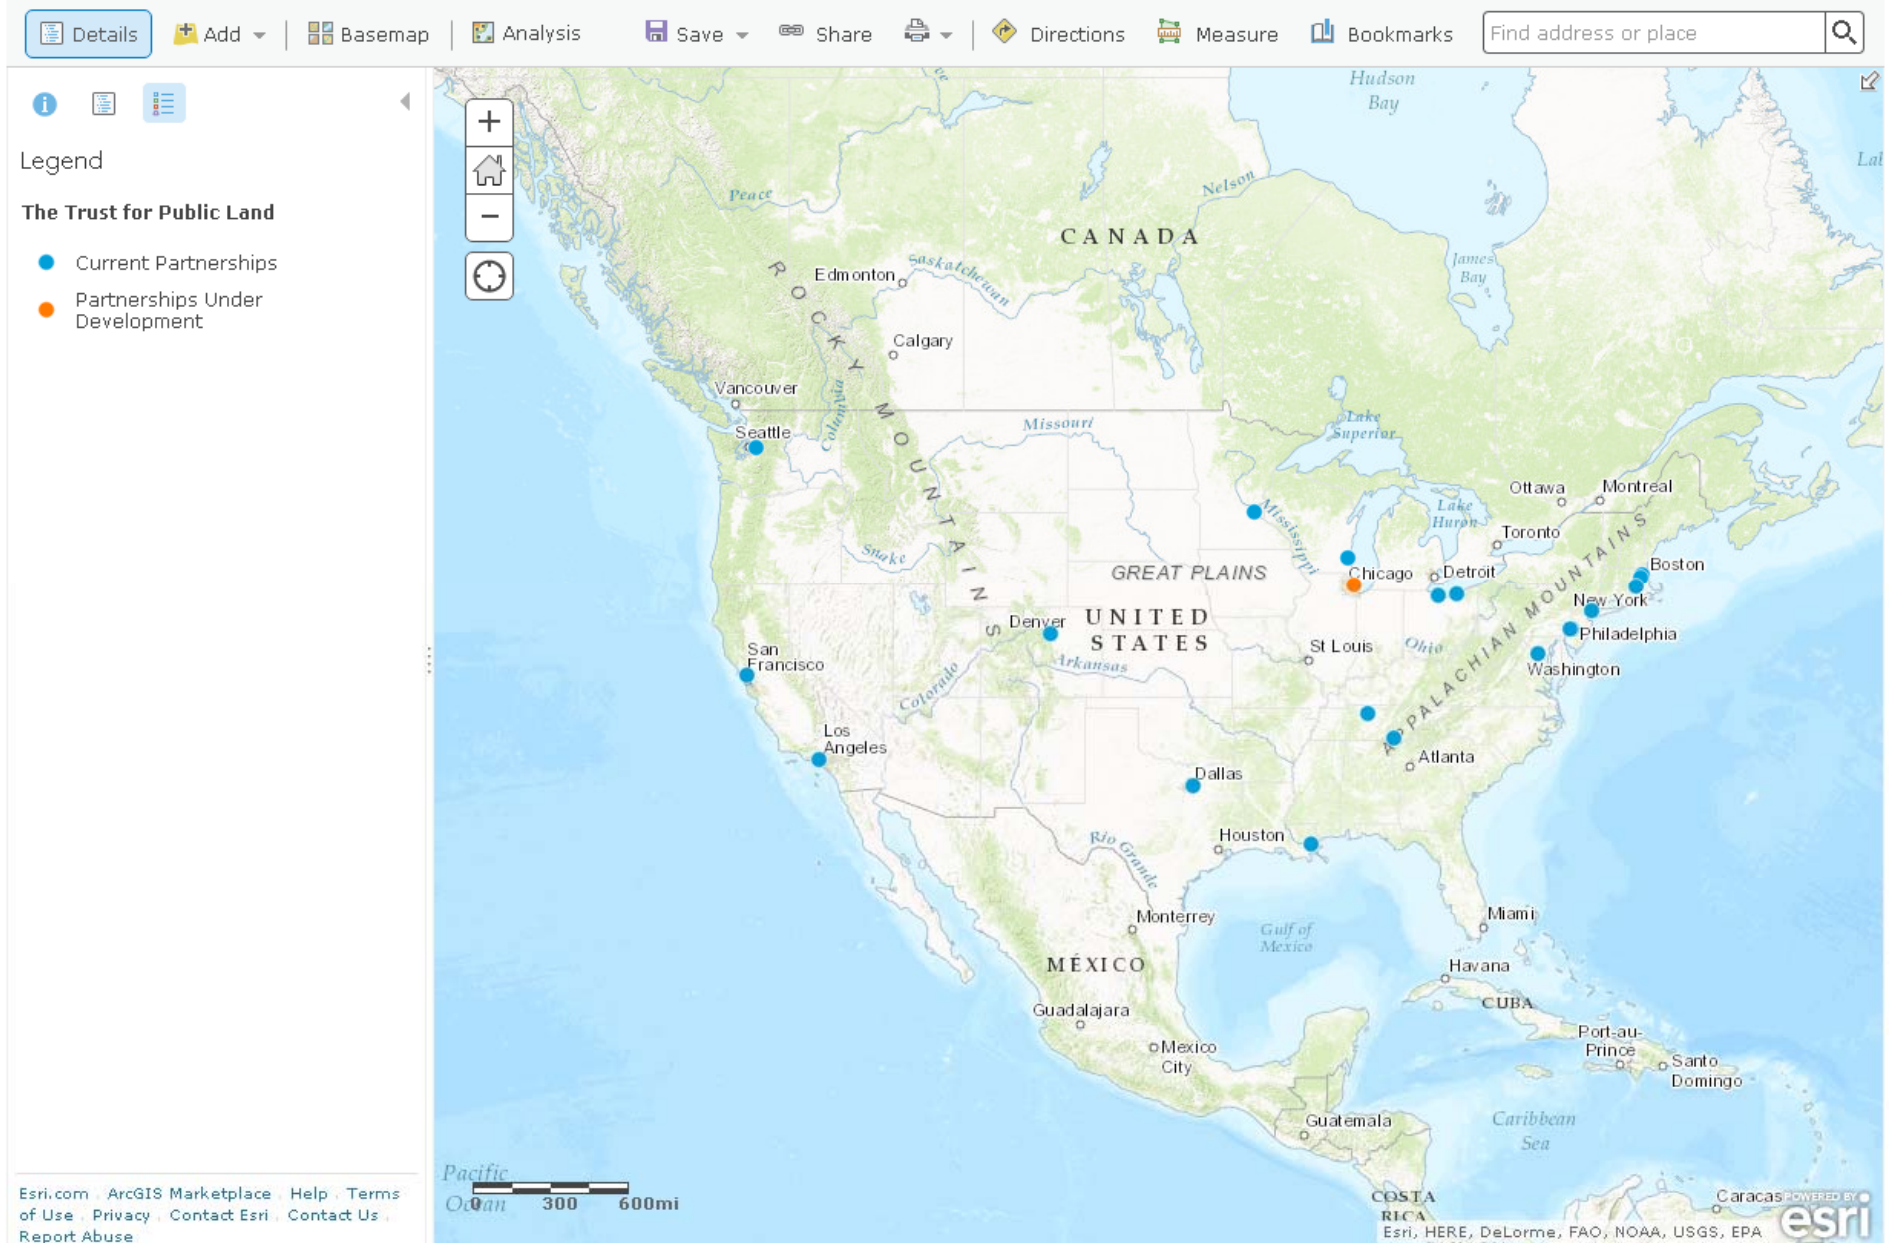 Details
Add
Basemap
Analysis
Save
Share
Directions
Measure
Bookmarks
Find address or place
Legend
The Trust for Public Land
Current Partnerships
Partnerships Under
Development
Esri.com . ArcGIS Marketplace . Help . Terms
of Use . Privacy . Contact Esri . Contact Us .
Report Abuse
Hudson
Bay
Peace
Nelson
CANADA
James
Bay
Edmonton
Saskatchewan
ROCKY MOUNTAINS
Calgary
Vancouver
Columbia
Seattle
Missouri
Lake
Superior
Ottawa
Montreal
Lake
Huron
Toronto
Mississippi
Snake
GREAT PLAINS
Chicago
Detroit
Boston
APPALACHIAN MOUNTAINS
New York
Denver
UNITED
STATES
Philadelphia
St Louis
Ohio
Washington
San
Francisco
Colorado
Arkansas
Los
Angeles
Atlanta
Dallas
Houston
Rio Grande
Monterrey
Gulf of
Mexico
Miami
MÉXICO
Havana
CUBA
Guadalajara
Mexico
City
Port-au-
Prince
Santo
Domingo
Guatemala
Caribbean
Sea
Pacific
Ocean
0 300 600mi
COSTA
RICA
Caracas
POWERED BY
esri
Esri, HERE, DeLorme, FAO, NOAA, USGS, EPA